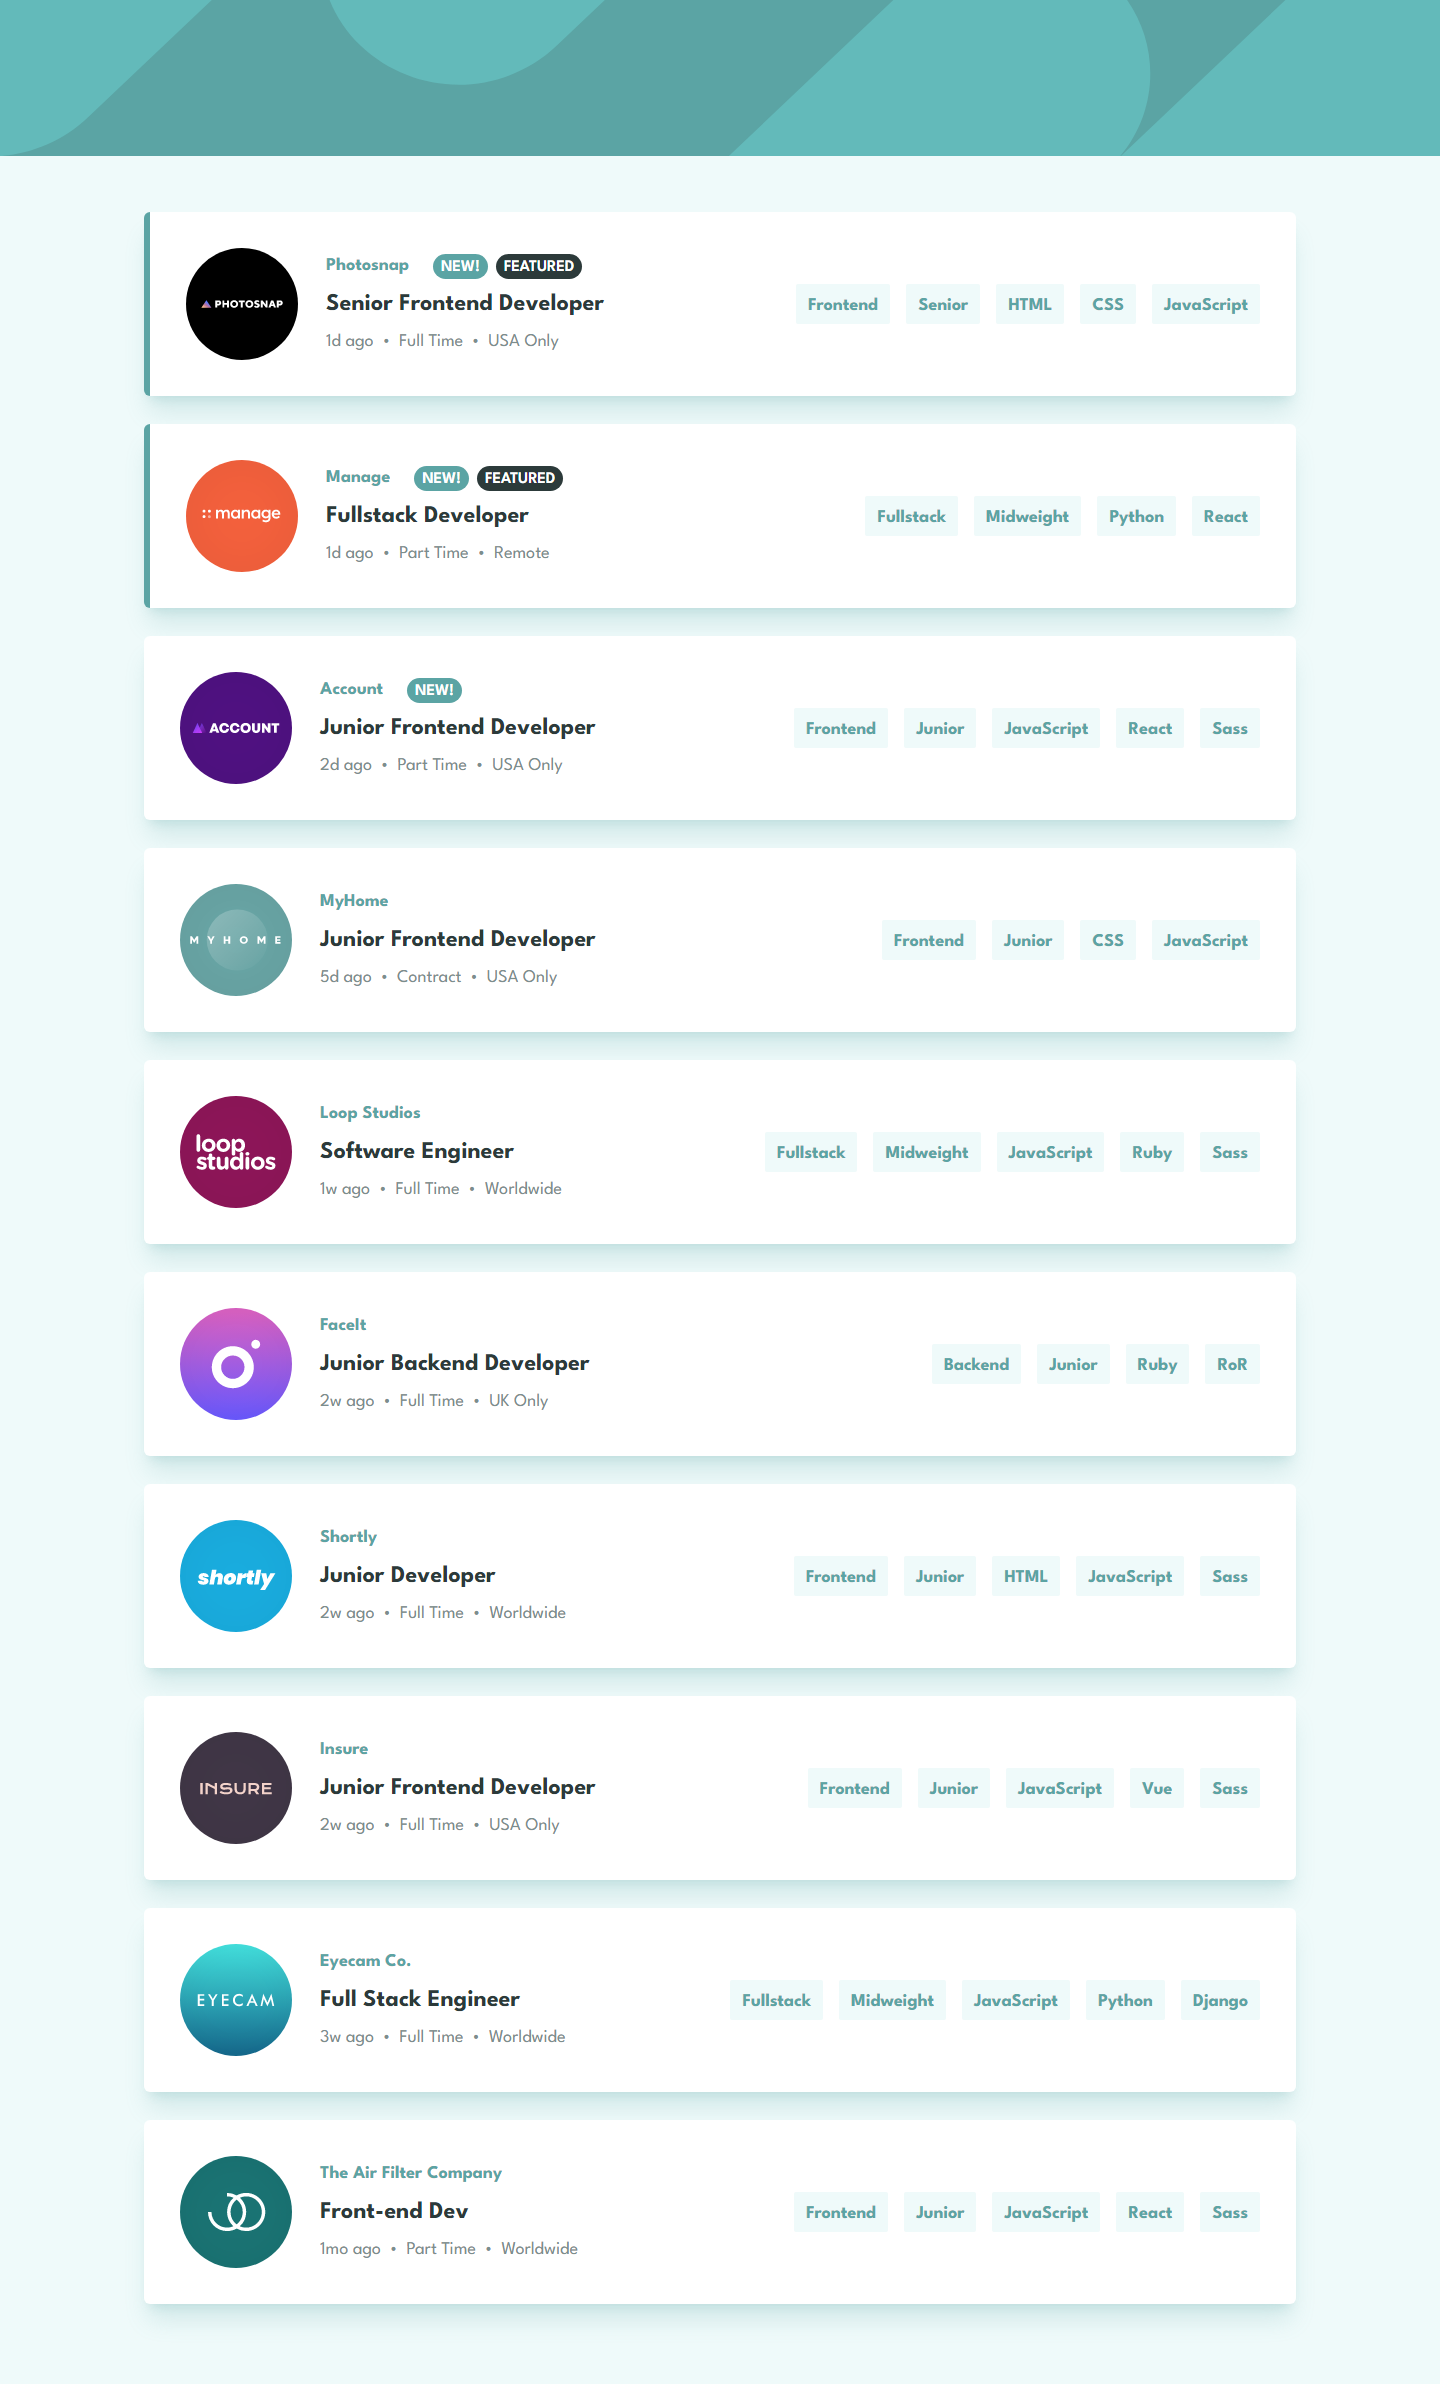 PHOTOSNAP
Photosnap NEW! FEATURED
Senior Frontend Developer
1d ago • Full Time • USA Only
Frontend Senior HTML CSS JavaScript
manage
Manage NEW! FEATURED
Fullstack Developer
1d ago • Part Time • Remote
Fullstack Midweight Python React
ACCOUNT
Account NEW!
Junior Frontend Developer
2d ago • Part Time • USA Only
Frontend Junior JavaScript React Sass
MYHOME
MyHome
Junior Frontend Developer
5d ago • Contract • USA Only
Frontend Junior CSS JavaScript
loop
studios
Loop Studios
Software Engineer
1w ago • Full Time • Worldwide
Fullstack Midweight JavaScript Ruby Sass
FaceIt
Junior Backend Developer
2w ago • Full Time • UK Only
Backend Junior Ruby RoR
shortly
Shortly
Junior Developer
2w ago • Full Time • Worldwide
Frontend Junior HTML JavaScript Sass
INSURE
Insure
Junior Frontend Developer
2w ago • Full Time • USA Only
Frontend Junior JavaScript Vue Sass
EYECAM
Eyecam Co.
Full Stack Engineer
3w ago • Full Time • Worldwide
Fullstack Midweight JavaScript Python Django
The Air Filter Company
Front-end Dev
1mo ago • Part Time • Worldwide
Frontend Junior JavaScript React Sass